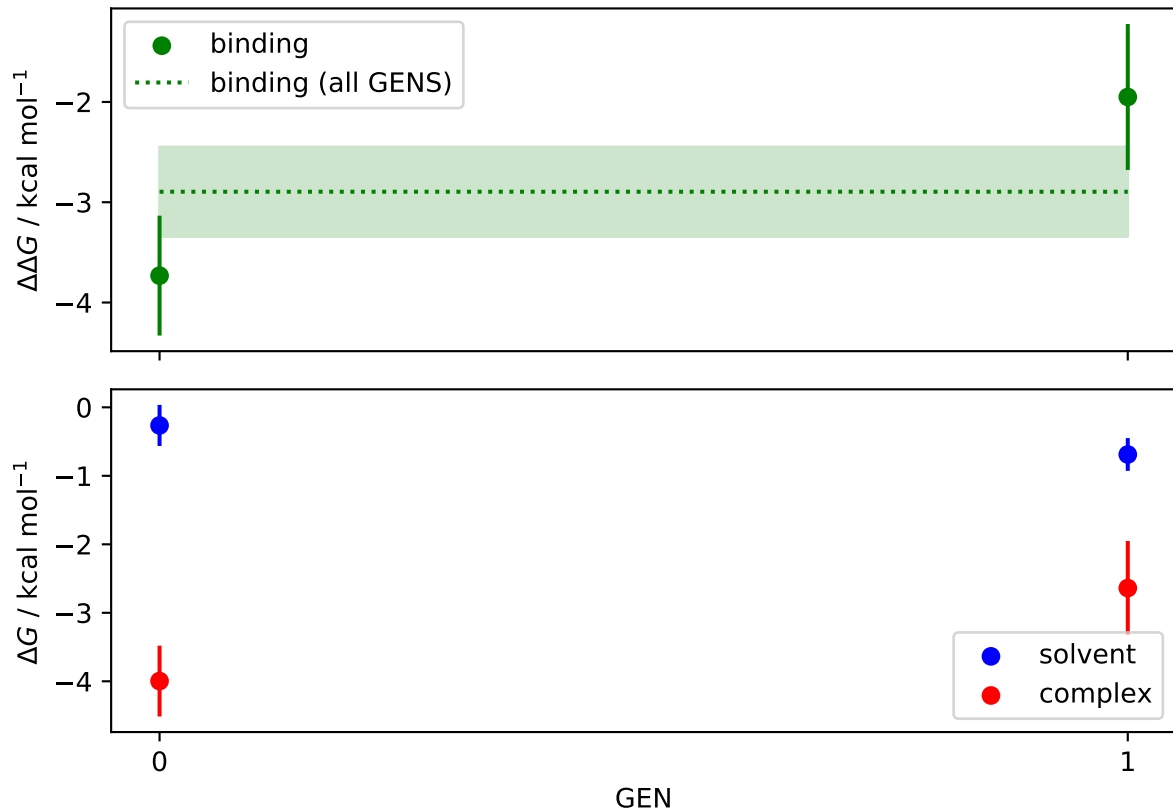 binding
binding (all GENS)
ΔΔG / kcal mol⁻¹
−2
−3
−4
ΔG / kcal mol⁻¹
0
−1
−2
−3
−4
solvent
complex
0
1
GEN